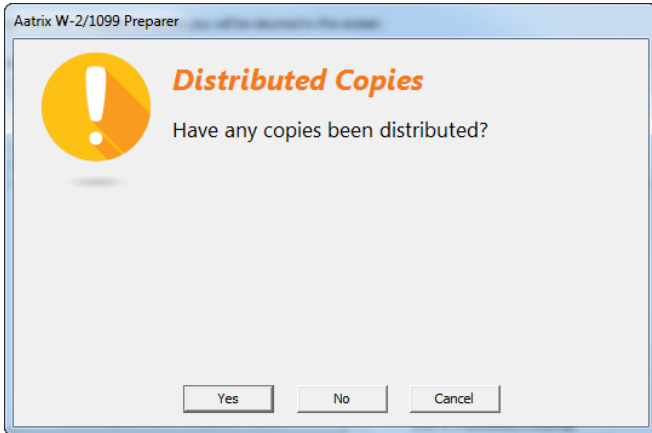 Aatrix W-2/1099 Preparer
Distributed Copies
Have any copies been distributed?
Yes
No
Cancel